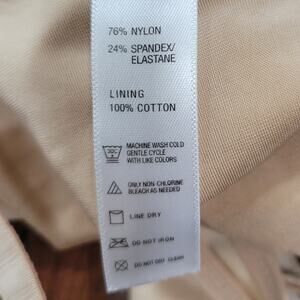 76% NYLON
24% SPANDEX/
ELASTANE
LINING
100% COTTON
30C
MACHINE WASH COLD
GENTLE CYCLE
WITH LIKE COLORS
ONLY NON-CHLORINE
BLEACH AS NEEDED
LINE DRY
DO NOT IRON
DO NOT DRY CLEAN